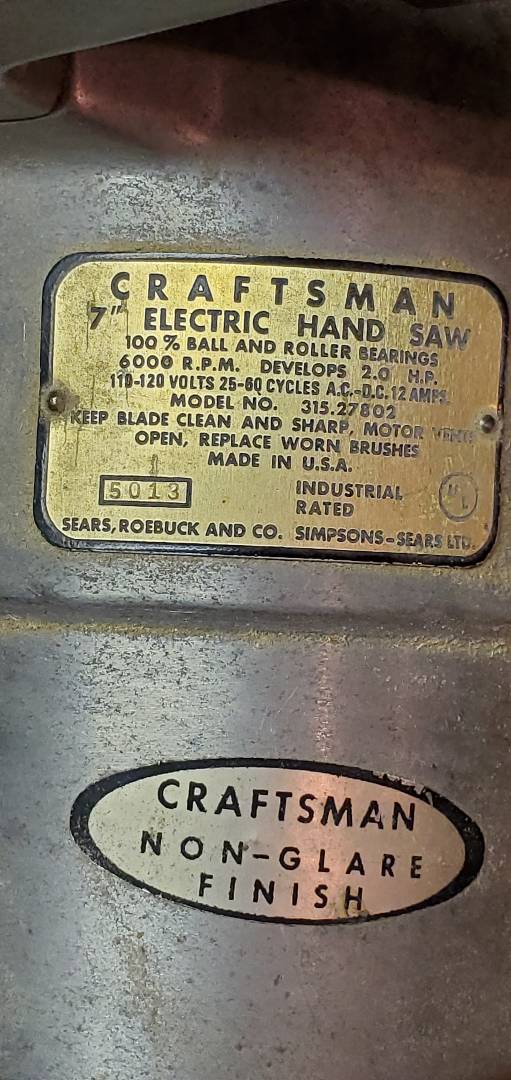 CRAFTSMAN
7" ELECTRIC HAND SAW
100 % BALL AND ROLLER BEARINGS
6000 R.P.M. DEVELOPS 2.0 H.P.
110-120 VOLTS 25-60 CYCLES A.C.-D.C. 12 AMPS.
MODEL NO. 315.27802
KEEP BLADE CLEAN AND SHARP, MOTOR VENTS
OPEN, REPLACE WORN BRUSHES
MADE IN U.S.A.
5013 INDUSTRIAL UL
RATED
SEARS, ROEBUCK AND CO. SIMPSONS-SEARS LTD.
CRAFTSMAN
NON-GLARE
FINISH